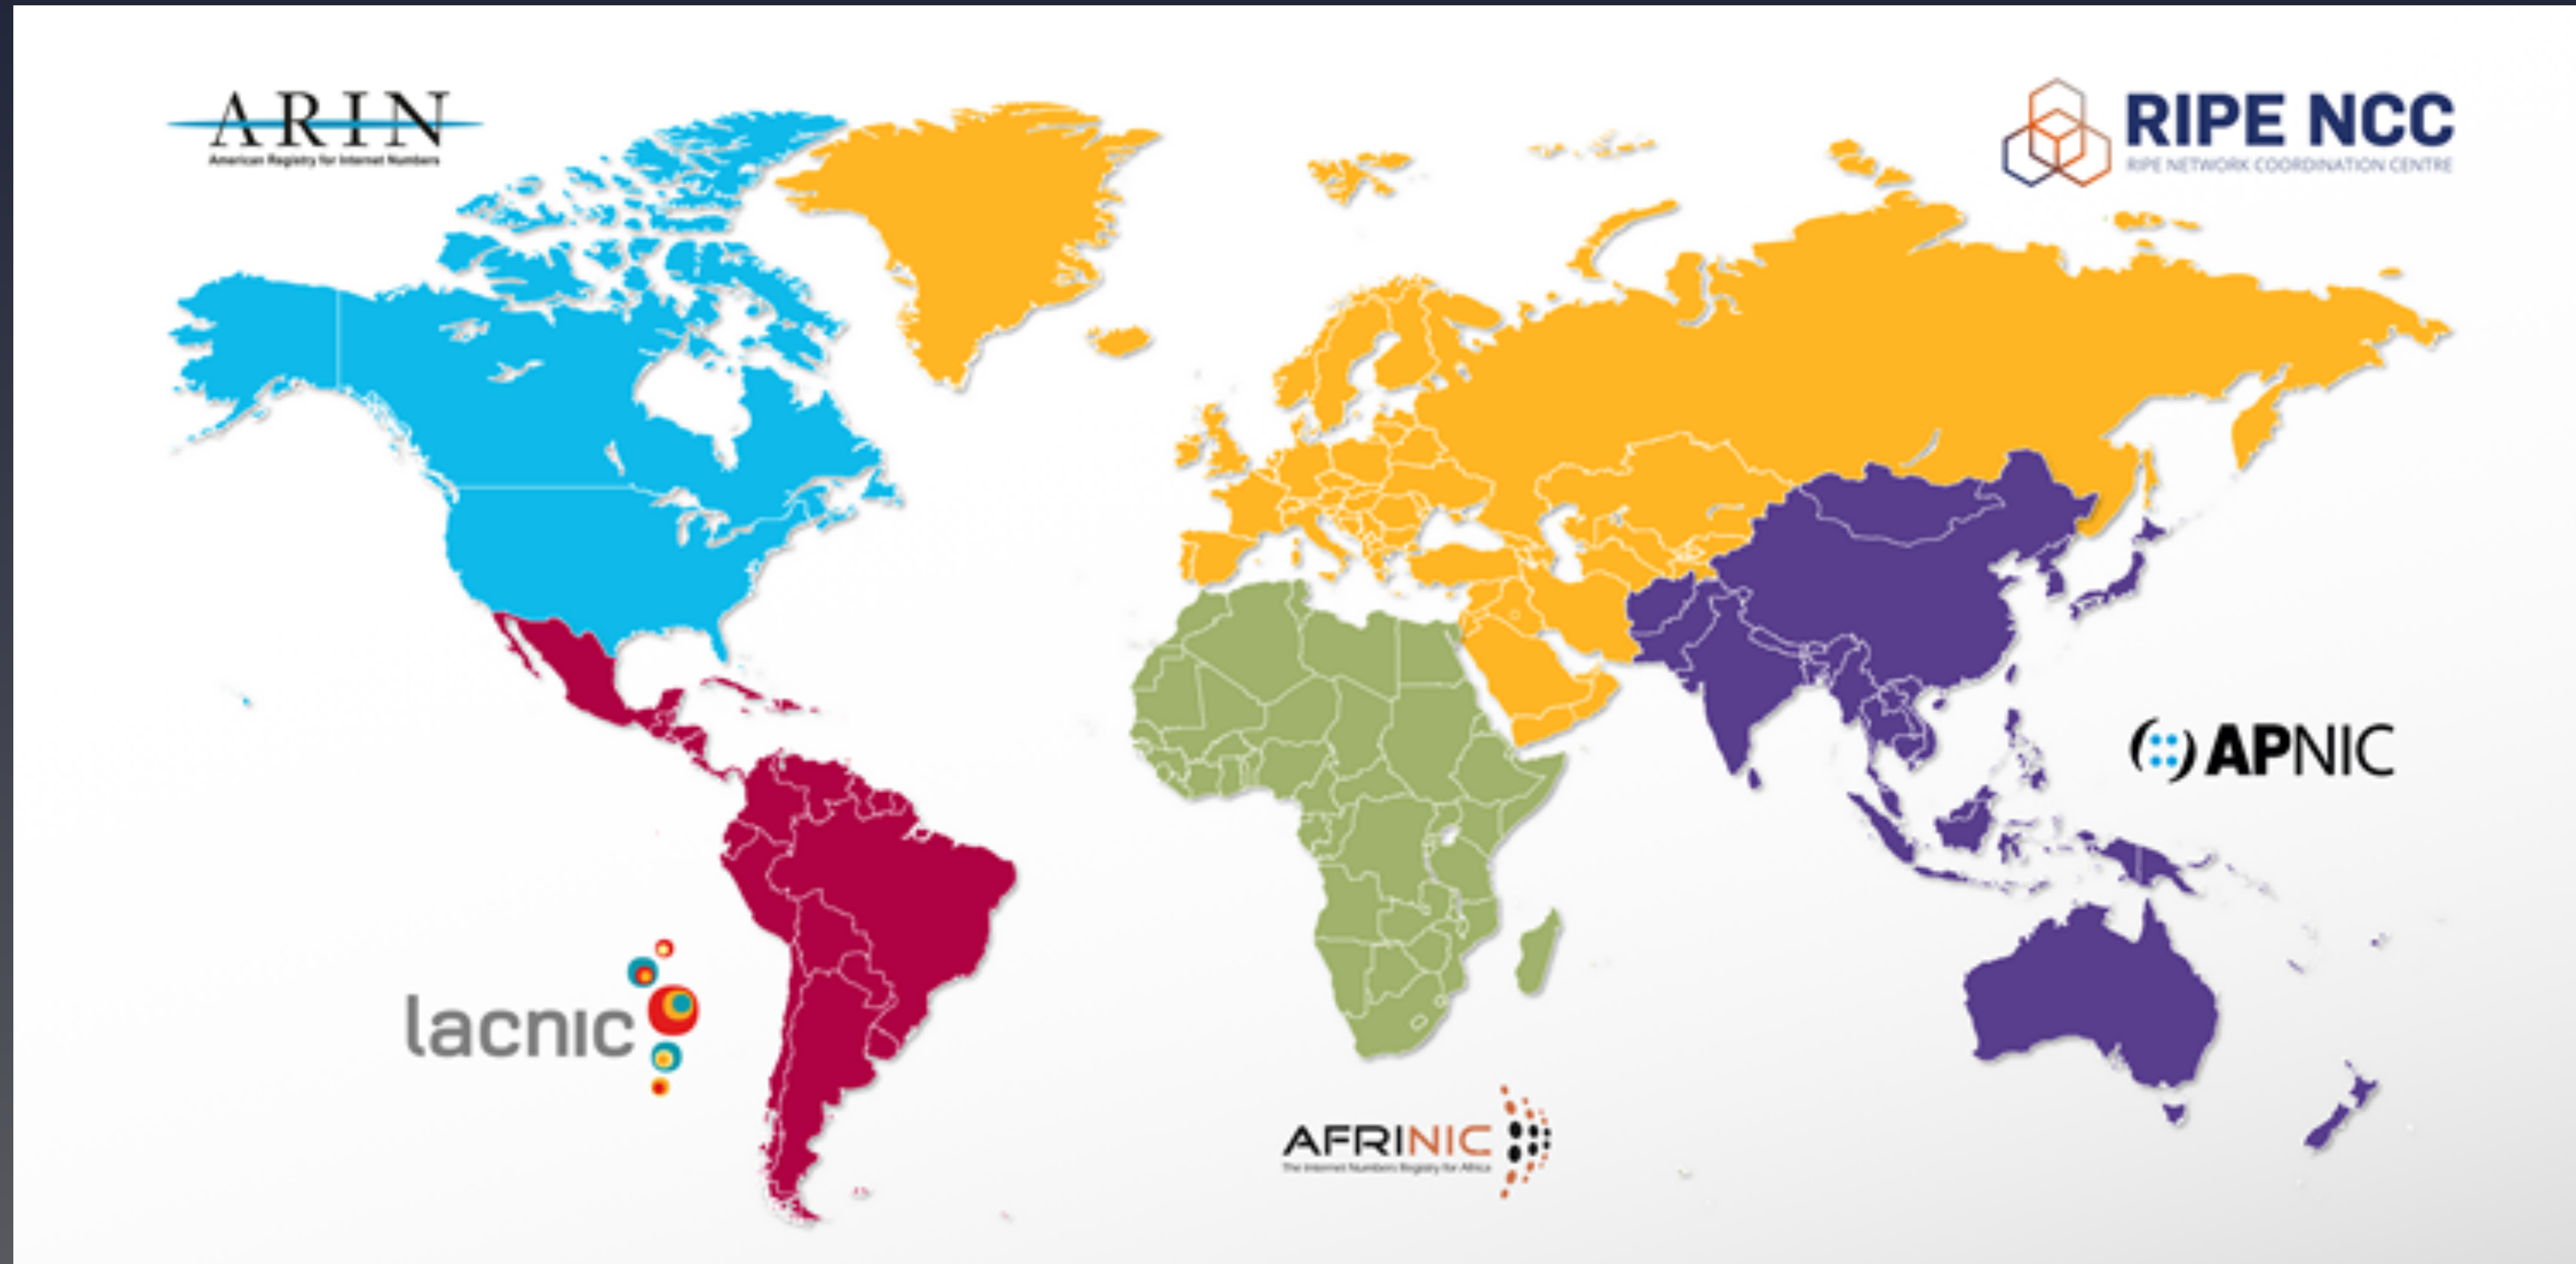 ARIN
American Registry for Internet Numbers
RIPE NCC
RIPE NETWORK COORDINATION CENTRE
APNIC
lacnic
AFRINIC
The Internet Numbers Registry for Africa